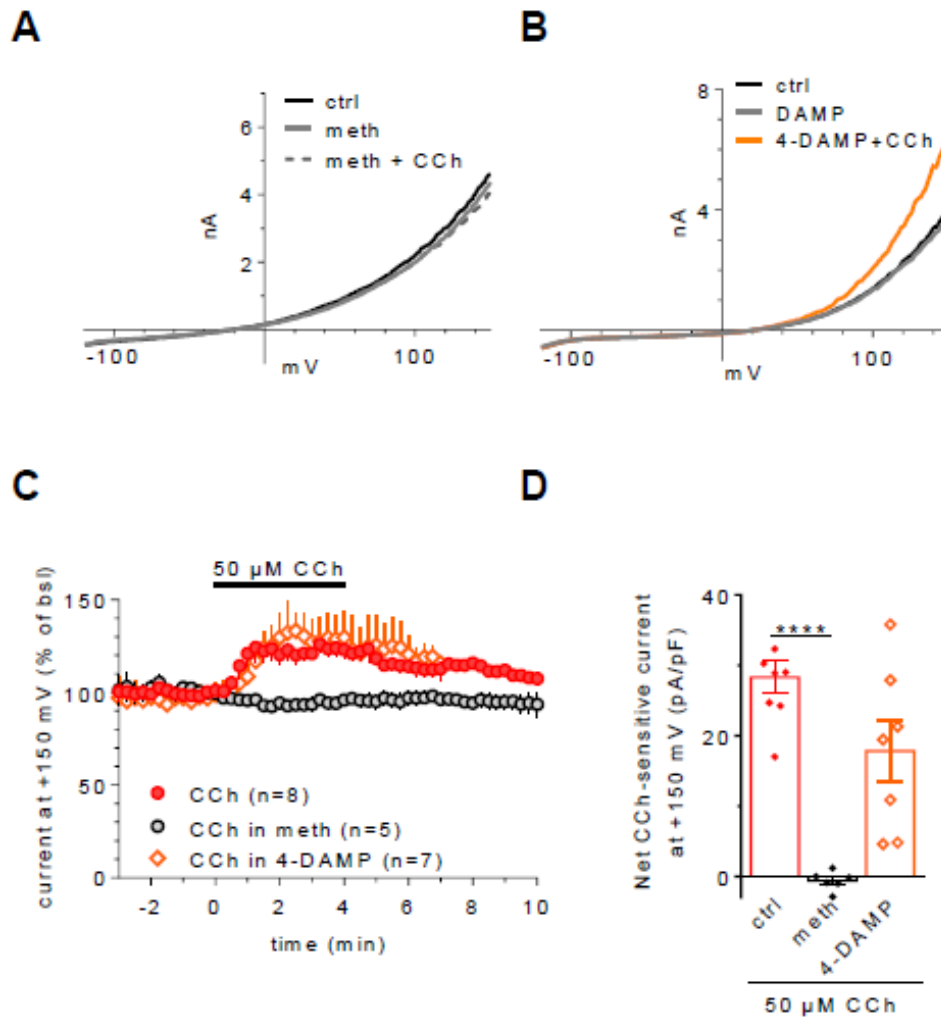 A
B
ctrl
meth
meth + CCh
6
4
2
nA
-100
100
mV
8
4
nA
ctrl
DAMP
4-DAMP+CCh
-100
100
mV
C
D
50 µM CCh
150
100
50
0
current at +150 mV (% of bsl)
CCh (n=8)
CCh in meth (n=5)
CCh in 4-DAMP (n=7)
-2
0
2
4
6
8
10
time (min)
Net CCh-sensitive current
at +150 mV (pA/pF)
40
20
0
****
ctrl
meth
4-DAMP
50 µM CCh